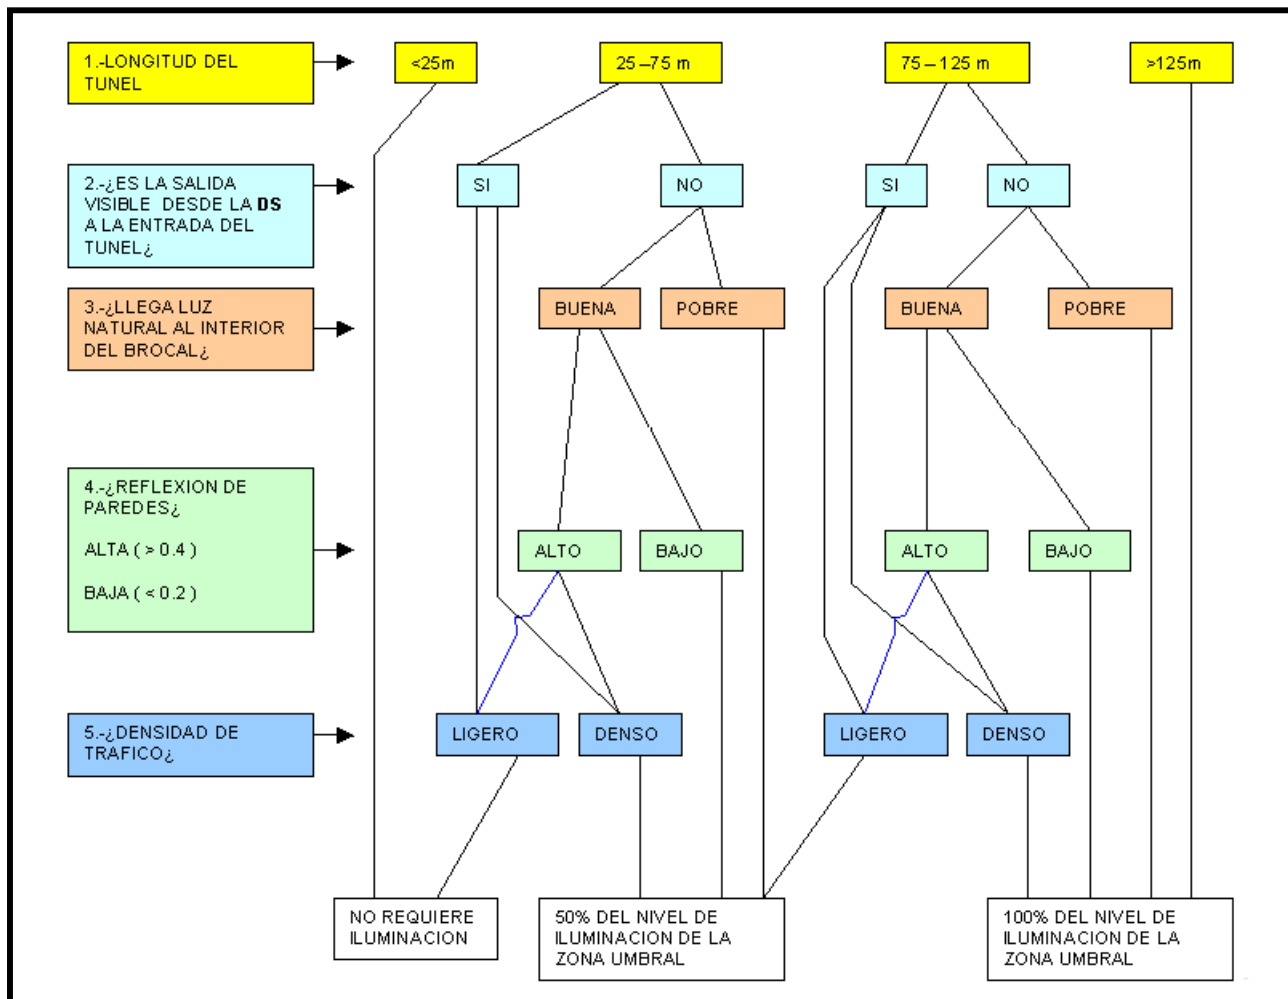 1.-LONGITUD DEL
TUNEL
<25m
25 –75 m
75 – 125 m
>125m
2.-¿ES LA SALIDA
VISIBLE DESDE LA DS
A LA ENTRADA DEL
TUNEL¿
SI
NO
SI
NO
3.-¿LLEGA LUZ
NATURAL AL INTERIOR
DEL BROCAL¿
BUENA
POBRE
BUENA
POBRE
4.-¿REFLEXION DE
PAREDES¿
ALTA ( > 0.4 )
BAJA ( < 0.2 )
ALTO
BAJO
ALTO
BAJO
5.-¿DENSIDAD DE
TRAFICO¿
LIGERO
DENSO
LIGERO
DENSO
NO REQUIERE
ILUMINACION
50% DEL NIVEL DE
ILUMINACION DE LA
ZONA UMBRAL
100% DEL NIVEL DE
ILUMINACION DE LA
ZONA UMBRAL